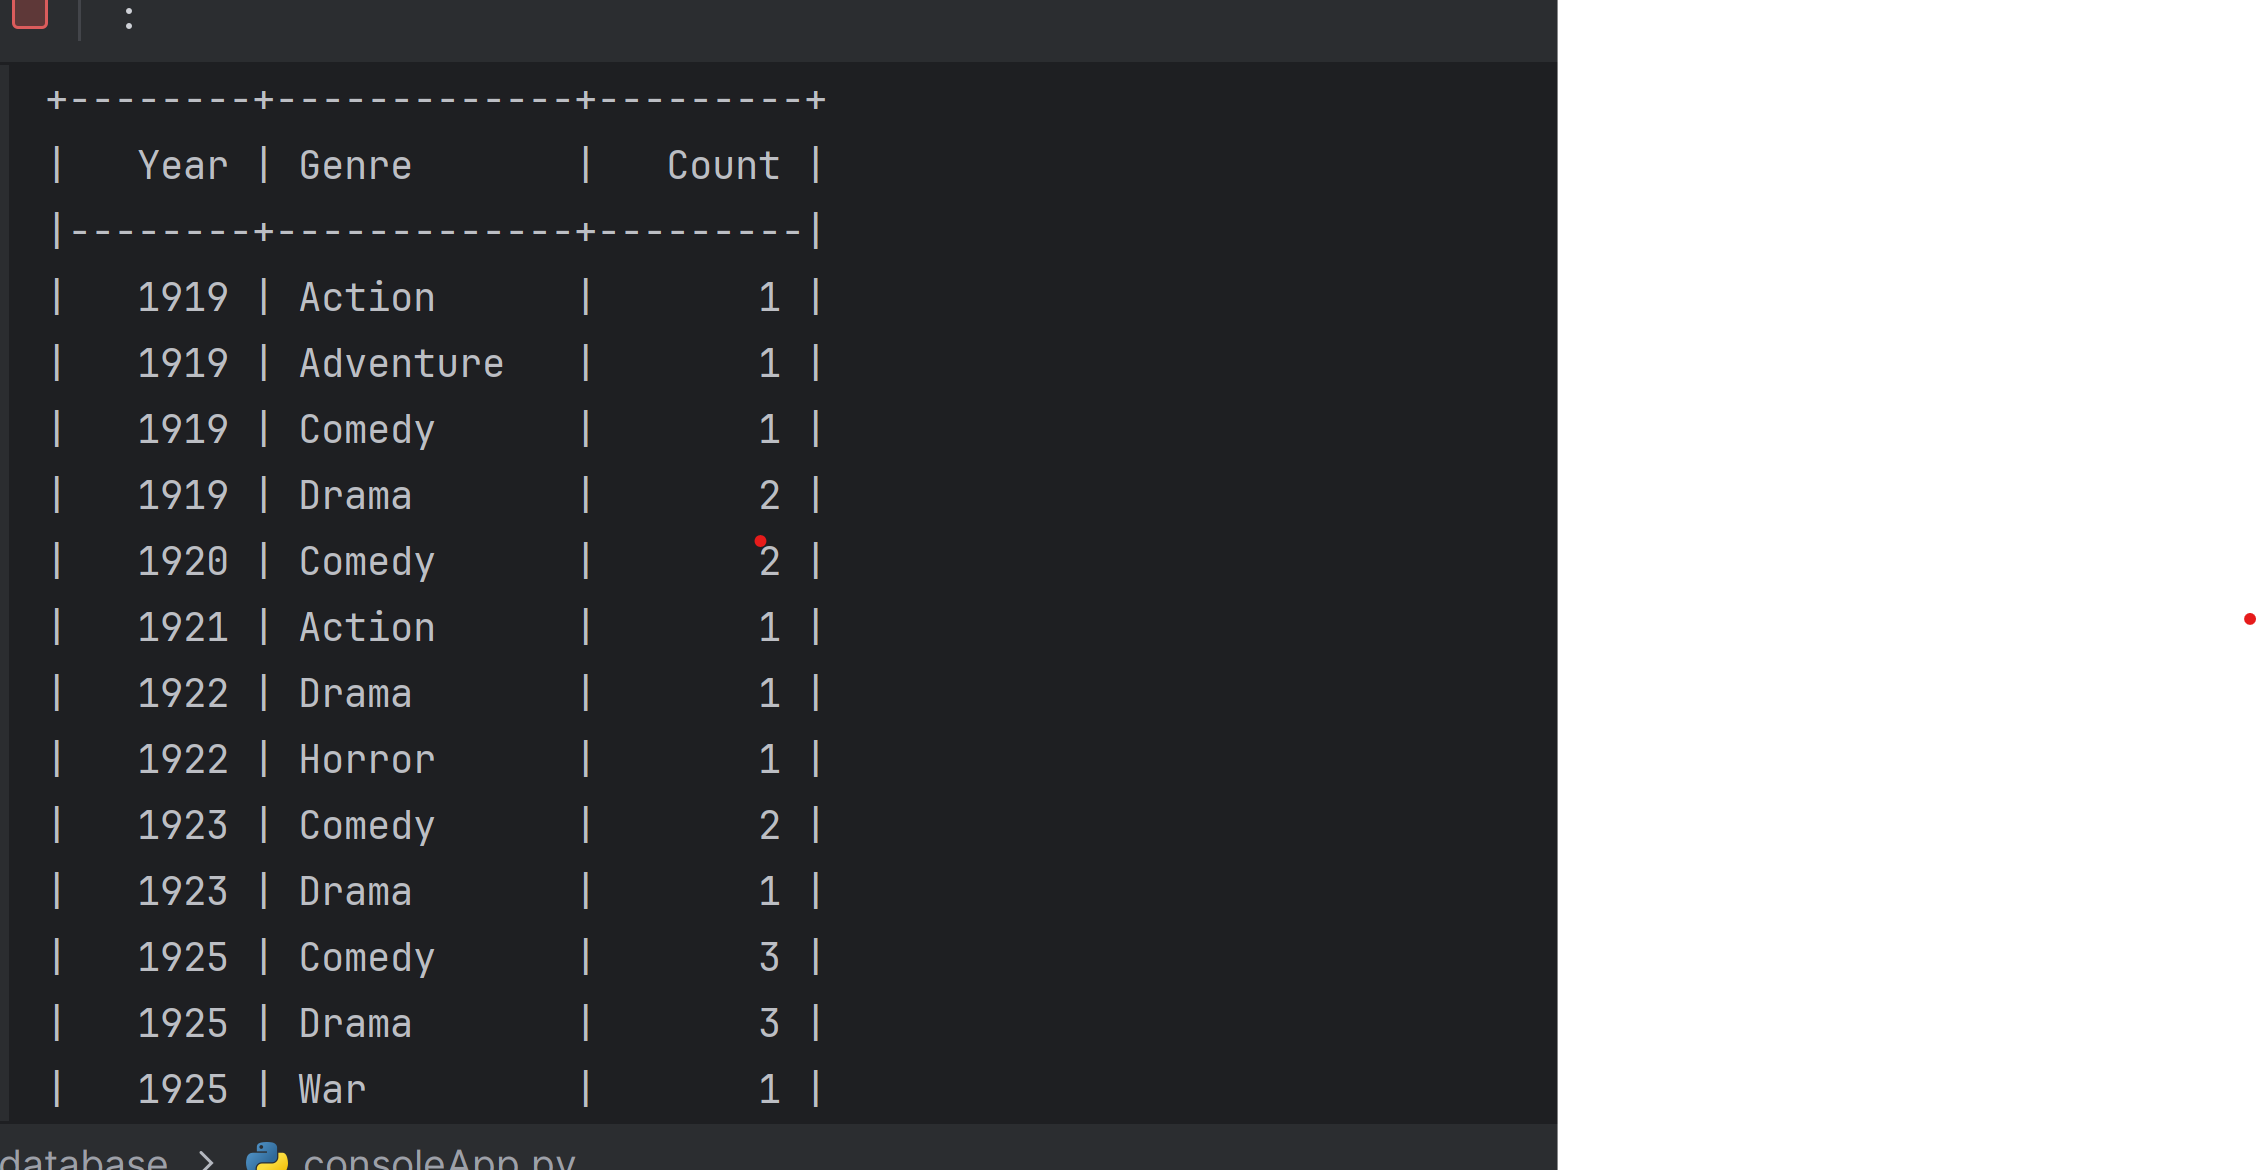 :
+--------+-------------+---------+
|   Year | Genre       |   Count |
|--------+-------------+---------|
|   1919 | Action      |       1 |
|   1919 | Adventure   |       1 |
|   1919 | Comedy      |       1 |
|   1919 | Drama       |       2 |
|   1920 | Comedy      |       2 |
|   1921 | Action      |       1 |
|   1922 | Drama       |       1 |
|   1922 | Horror      |       1 |
|   1923 | Comedy      |       2 |
|   1923 | Drama       |       1 |
|   1925 | Comedy      |       3 |
|   1925 | Drama       |       3 |
|   1925 | War         |       1 |
database > consoleApp.py